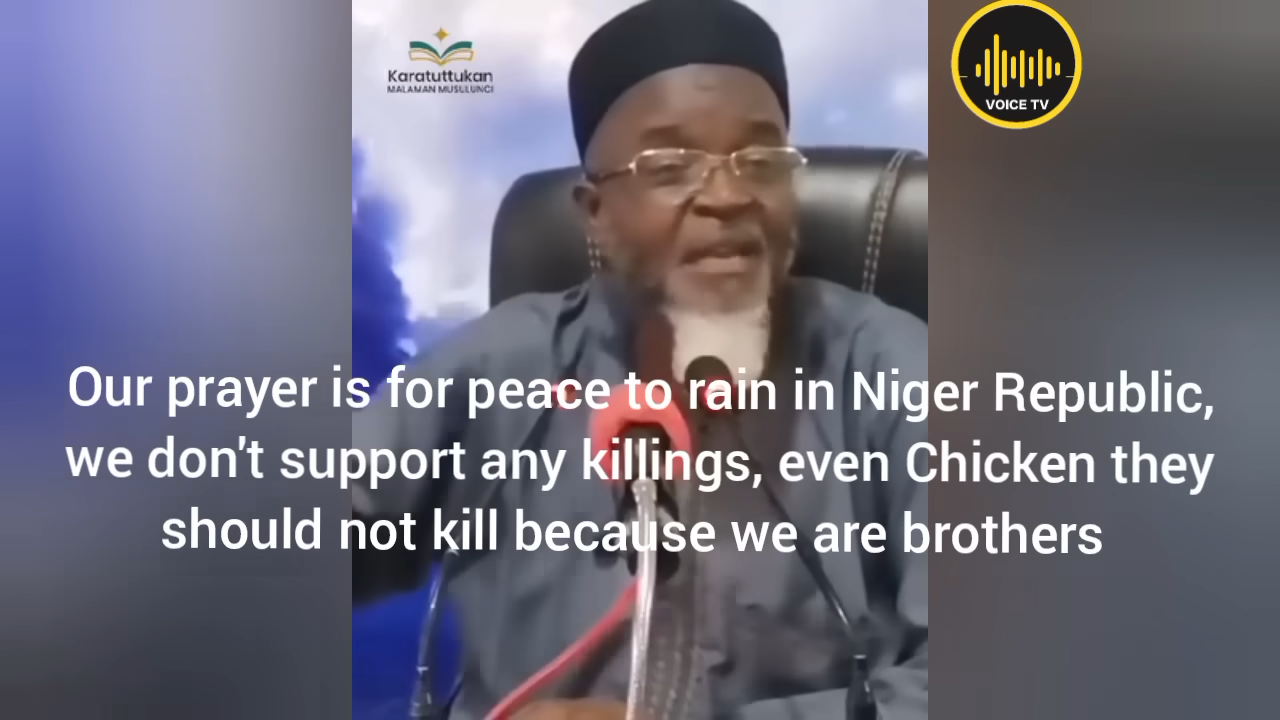 Karatuttukan
MALAMAN MUSULUNCI
VOICE TV
Our prayer is for peace to rain in Niger Republic,
we don't support any killings, even Chicken they
should not kill because we are brothers